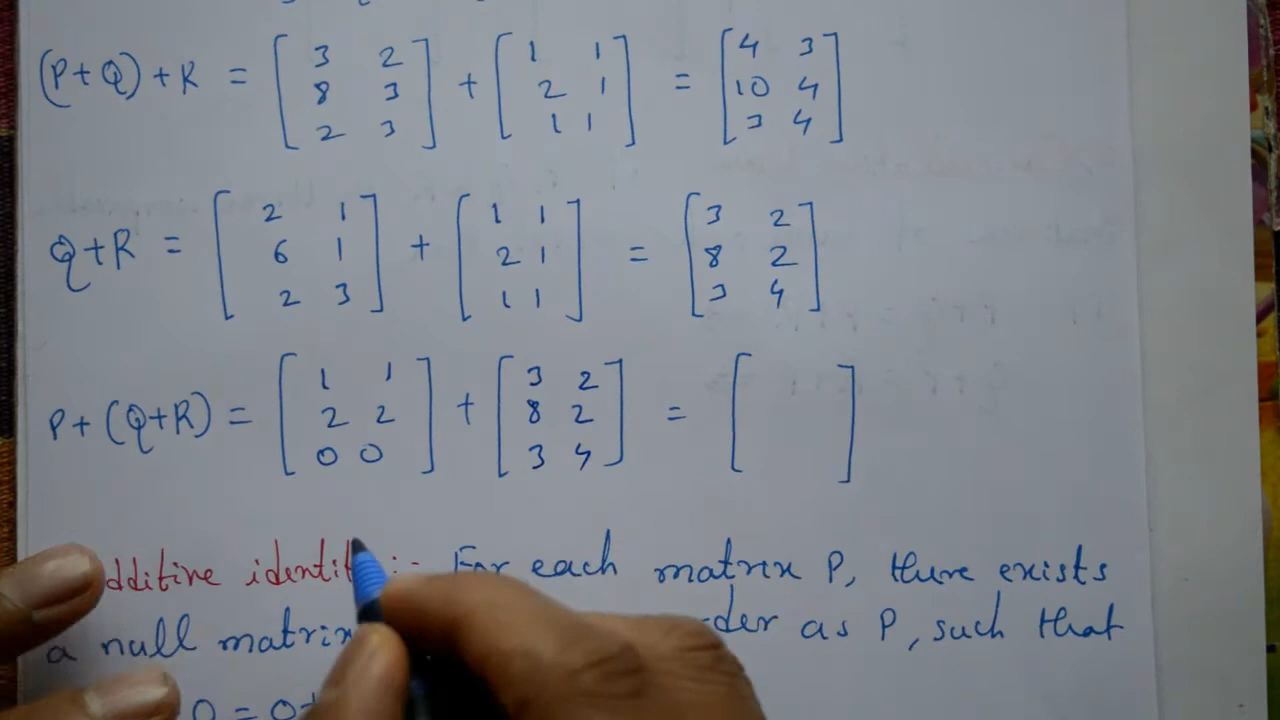 (P+Q)+R = [3 2; 8 3; 2 3] + [1 1; 2 1; 1 1] = [4 3; 10 4; 3 4]
Q+R = [2 1; 6 1; 2 3] + [1 1; 2 1; 1 1] = [3 2; 8 2; 3 4]
P+(Q+R) = [1 1; 2 2; 0 0] + [3 2; 8 2; 3 4] = [ ]
:- For each matrix P, there exists
a null matrix as P, such that
0 = 0+